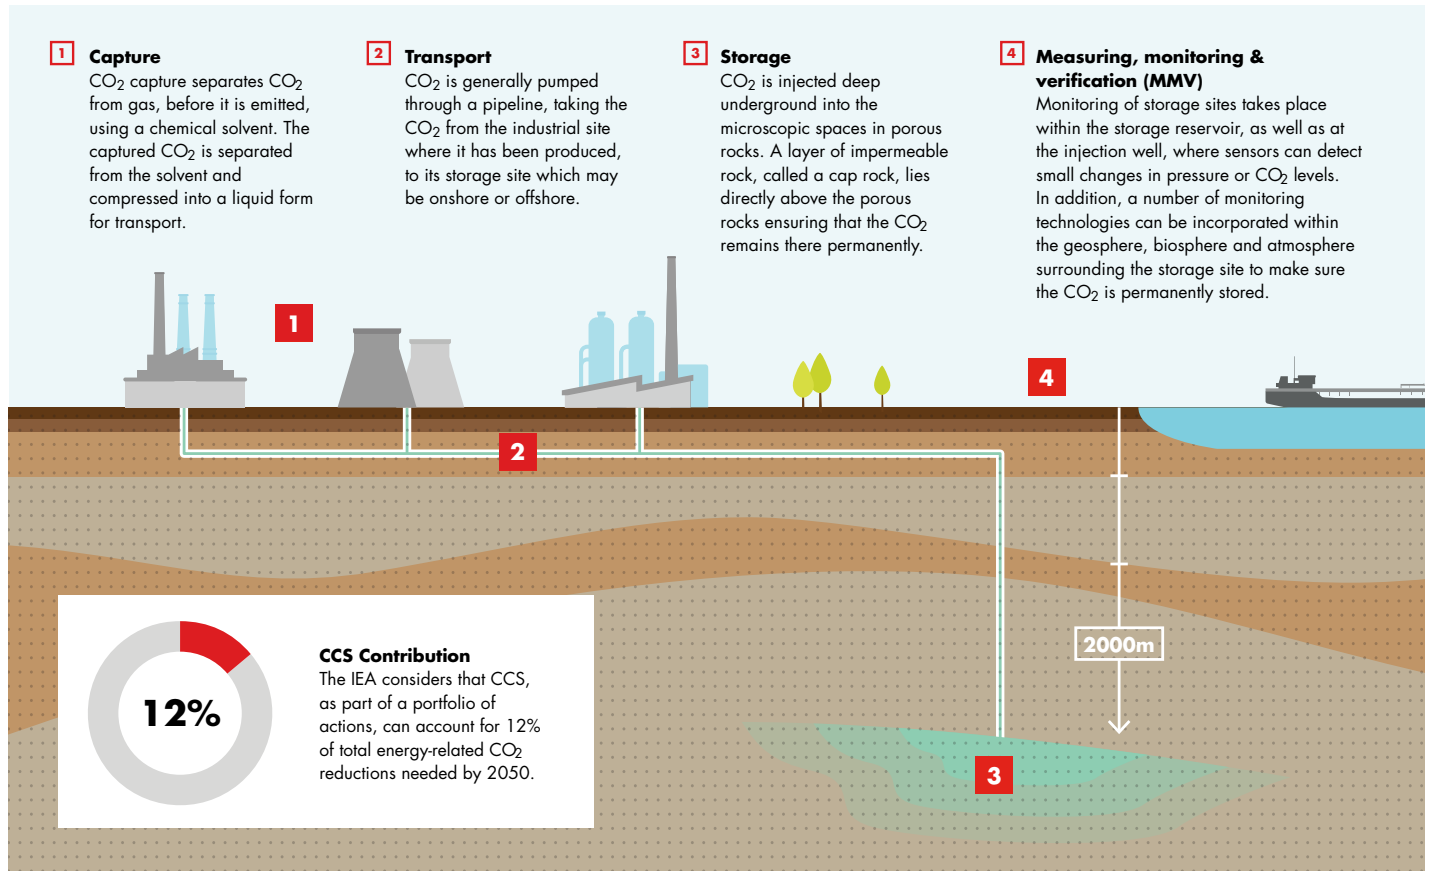 1
Capture
CO2 capture separates CO2
from gas, before it is emitted,
using a chemical solvent. The
captured CO2 is separated
from the solvent and
compressed into a liquid form
for transport.
2
Transport
CO2 is generally pumped
through a pipeline, taking the
CO2 from the industrial site
where it has been produced,
to its storage site which may
be onshore or offshore.
3
Storage
CO2 is injected deep
underground into the
microscopic spaces in porous
rocks. A layer of impermeable
rock, called a cap rock, lies
directly above the porous
rocks ensuring that the CO2
remains there permanently.
4
Measuring, monitoring &
verification (MMV)
Monitoring of storage sites takes place
within the storage reservoir, as well as at
the injection well, where sensors can detect
small changes in pressure or CO2 levels.
In addition, a number of monitoring
technologies can be incorporated within
the geosphere, biosphere and atmosphere
surrounding the storage site to make sure
the CO2 is permanently stored.
1
4
2
2000m
3
12%
CCS Contribution
The IEA considers that CCS,
as part of a portfolio of
actions, can account for 12%
of total energy-related CO2
reductions needed by 2050.